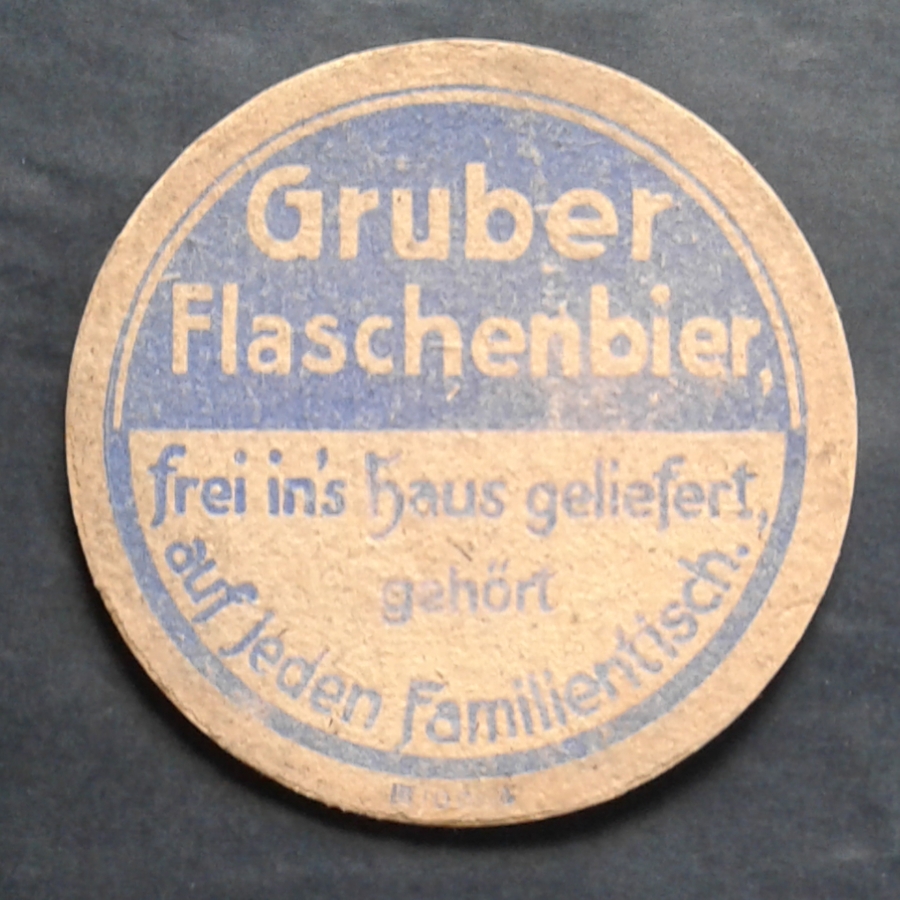 Gruber
Flaschenbier,
frei in's Haus geliefert,
gehört
auf jeden Familientisch.